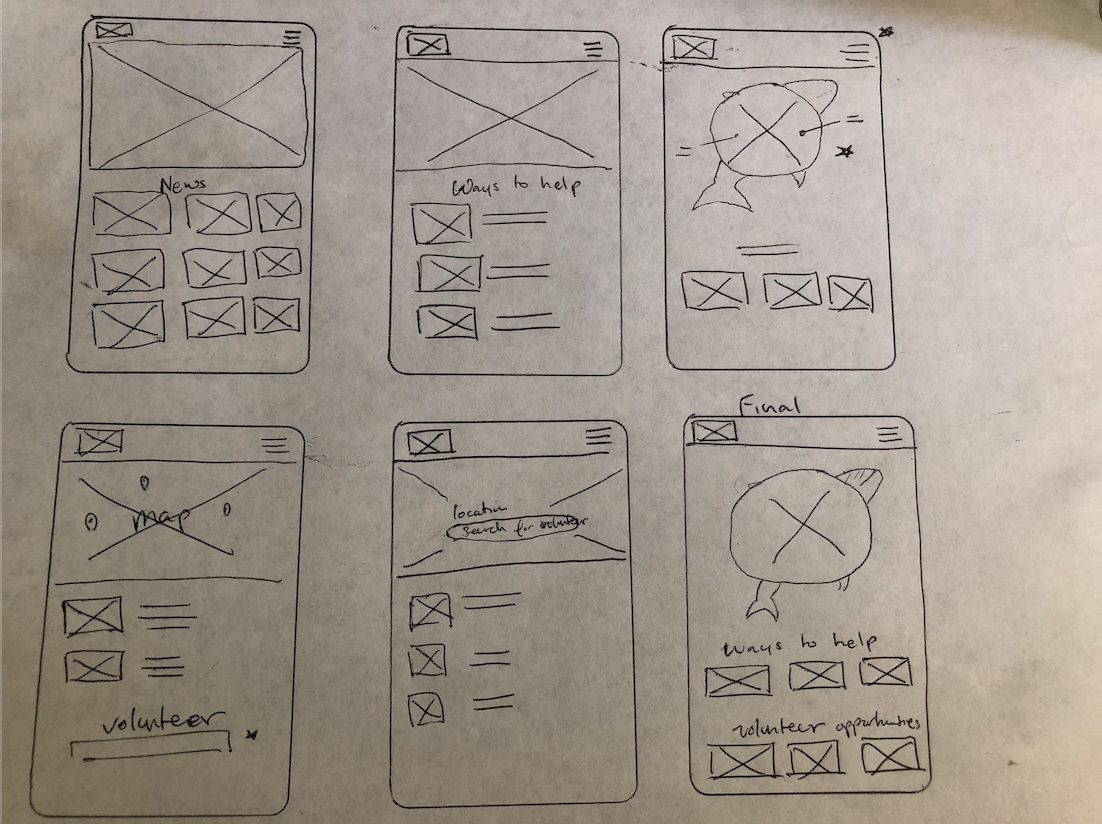 News
Ways to help
Final
map
volunteer
location
search for volunteer
Ways to help
volunteer opportunities